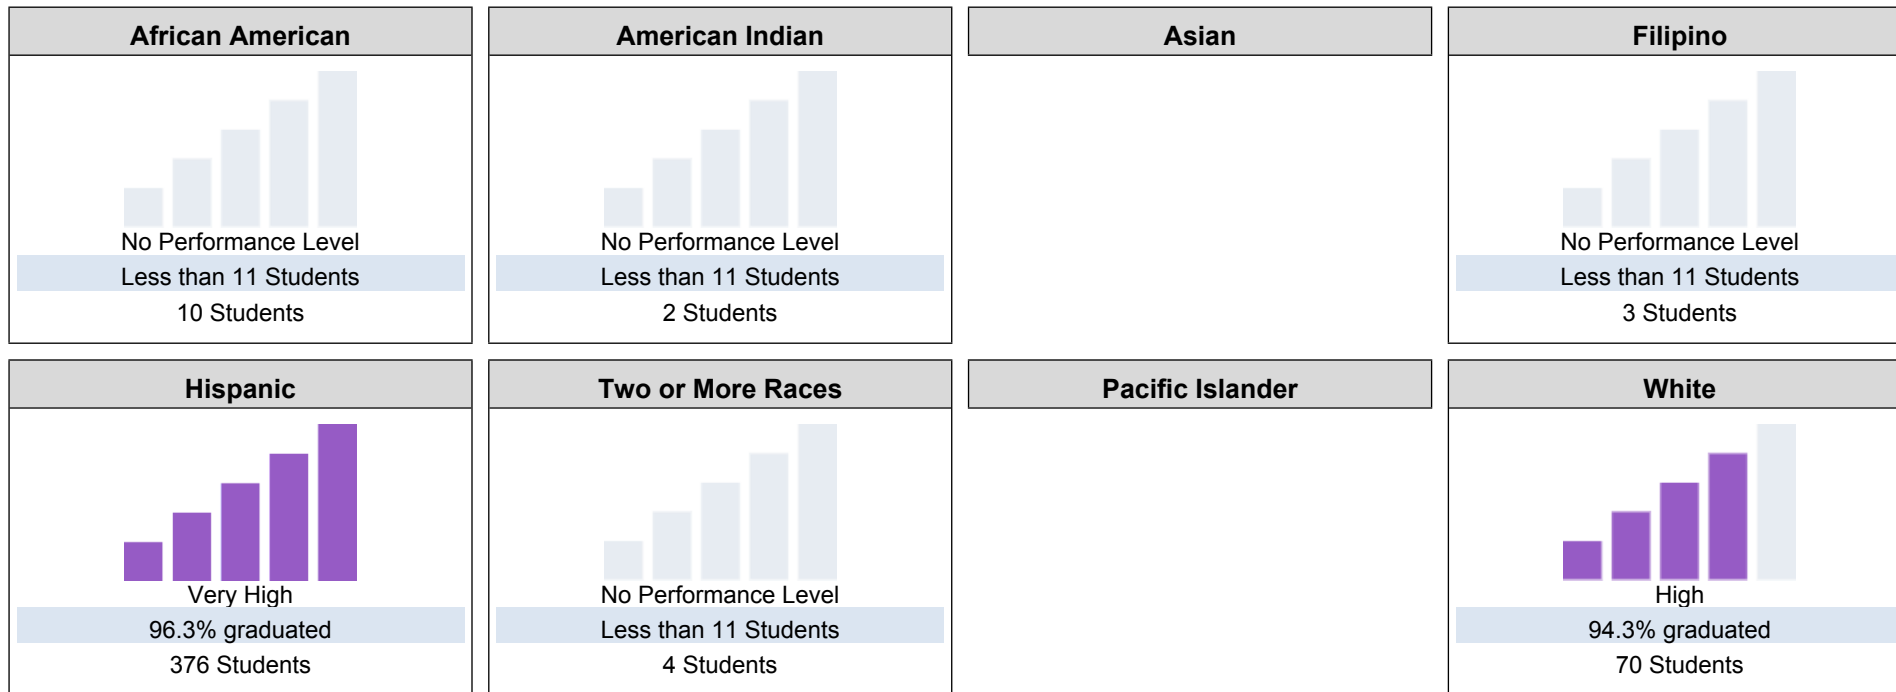 African American
No Performance Level
Less than 11 Students
10 Students
American Indian
No Performance Level
Less than 11 Students
2 Students
Asian
Filipino
No Performance Level
Less than 11 Students
3 Students
Hispanic
Very High
96.3% graduated
376 Students
Two or More Races
No Performance Level
Less than 11 Students
4 Students
Pacific Islander
White
High
94.3% graduated
70 Students